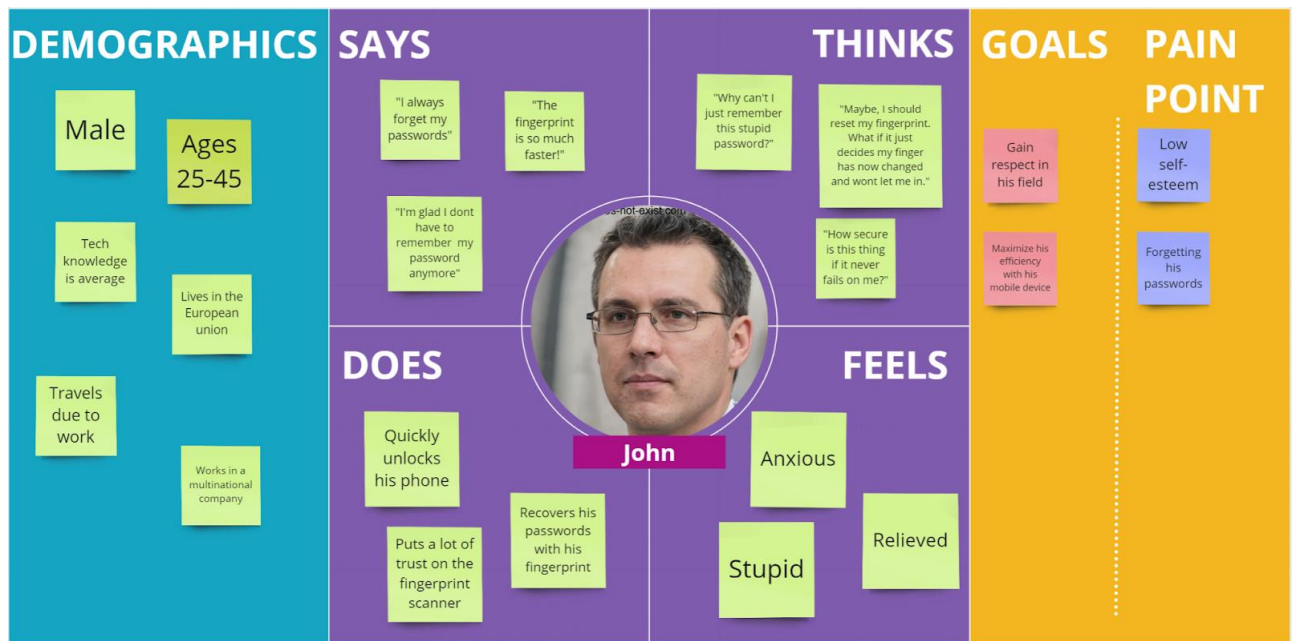 DEMOGRAPHICS
Male
Ages
25-45
Tech
knowledge
is average
Lives in the
European
union
Travels
due to
work
Works in a
multinational
company
SAYS
"I always
forget my
passwords"
"The
fingerprint
is so much
faster!"
"I'm glad I dont
have to
remember my
password
anymore"
THINKS
"Why can't I
just remember
this stupid
password?"
"Maybe, I should
reset my fingerprint.
What if it just
decides my finger
has now changed
and wont let me in."
"How secure
is this thing
if it never
fails on me?"
s-not-exist.com
John
DOES
Quickly
unlocks
his phone
Recovers his
passwords
with his
fingerprint
Puts a lot of
trust on the
fingerprint
scanner
FEELS
Anxious
Relieved
Stupid
GOALS
Gain
respect in
his field
Maximize his
efficiency
with his
mobile device
PAIN
POINT
Low
self-
esteem
Forgetting
his
passwords